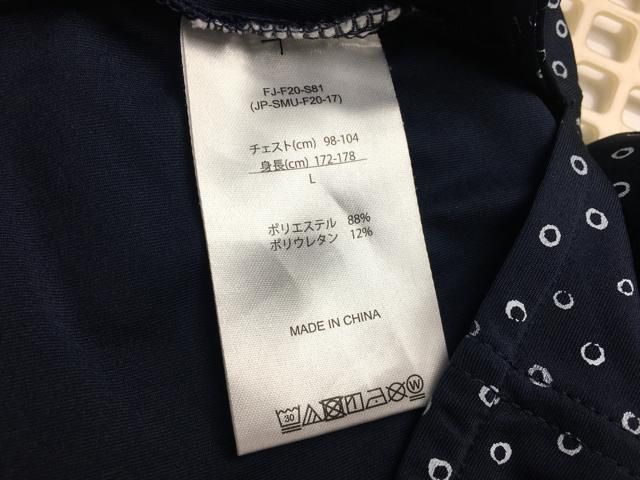 FJ-F20-S81
(JP-SMU-F20-17)
チェスト(cm) 98-104
身長(cm) 172-178
L
ポリエステル 88%
ポリウレタン 12%
MADE IN CHINA
30
W